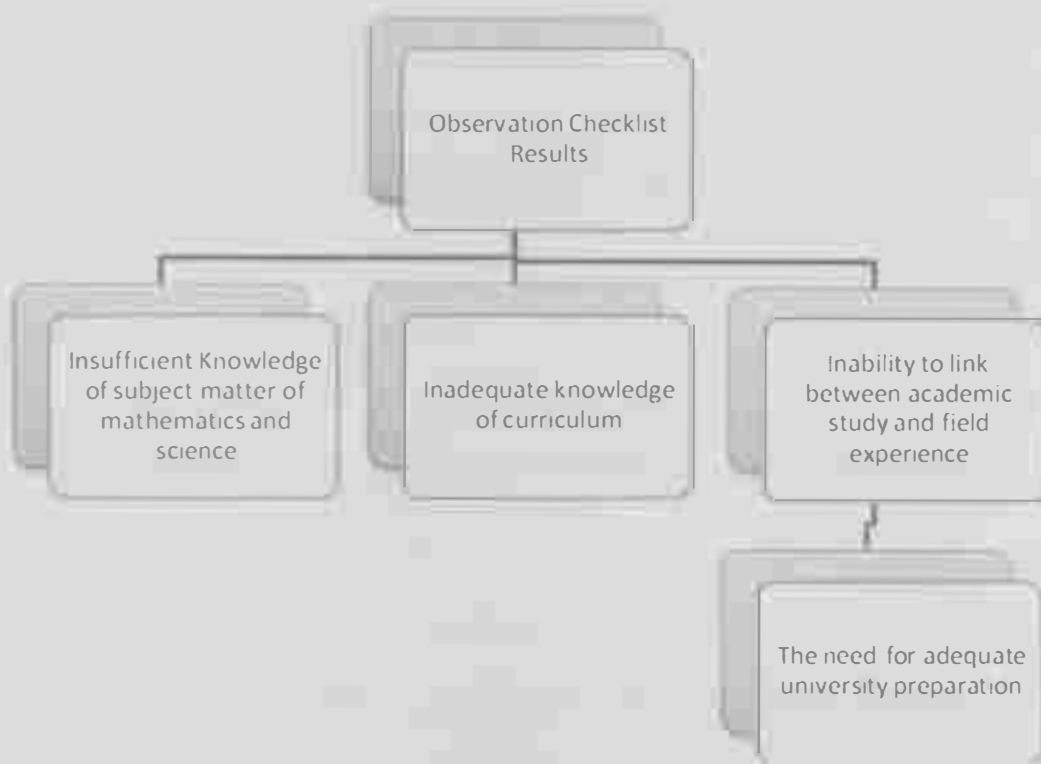 Observation Checklist
Results
Insufficient Knowledge
of subject matter of
mathematics and
science
Inadequate knowledge
of curriculum
Inability to link
between academic
study and field
experience
The need for adequate
university preparation